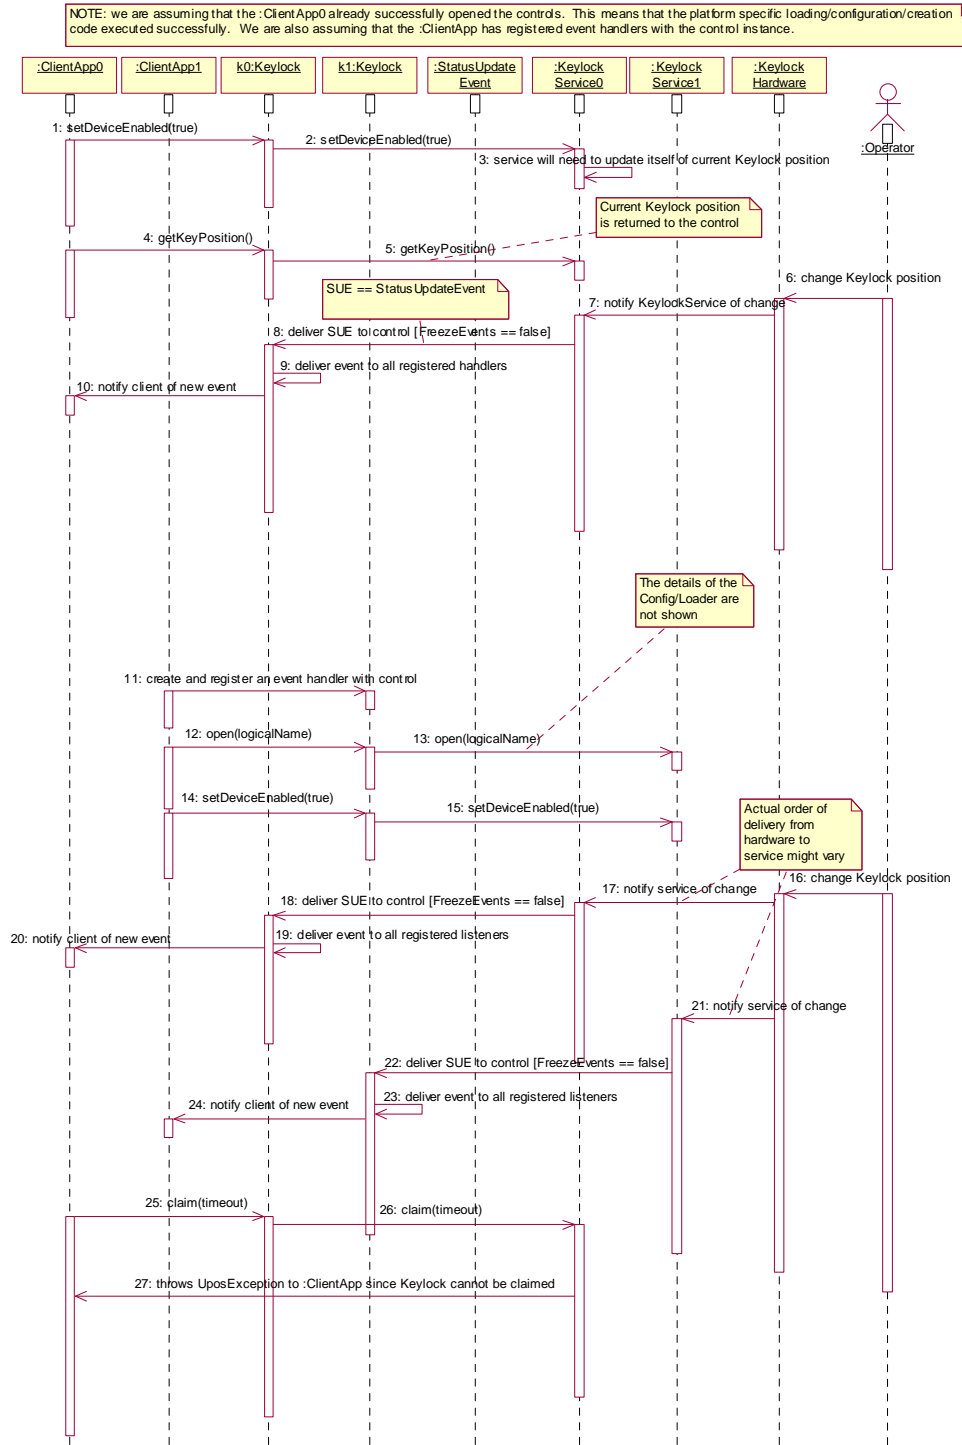 NOTE: we are assuming that the :ClientApp0 already successfully opened the controls. This means that the platform specific loading/configuration/creation
code executed successfully. We are also assuming that the :ClientApp has registered event handlers with the control instance.
:ClientApp0
:ClientApp1
k0:Keylock
k1:Keylock
:StatusUpdate
Event
:Keylock
Service0
:Keylock
Service1
:Keylock
Hardware
:Operator
1: setDeviceEnabled(true)
2: setDeviceEnabled(true)
3: service will need to update itself of current Keylock position
Current Keylock position
is returned to the control
4: getKeyPosition()
5: getKeyPosition()
6: change Keylock position
SUE == StatusUpdateEvent
7: notify KeylockService of change
8: deliver SUE to control [FreezeEvents == false]
9: deliver event to all registered handlers
10: notify client of new event
The details of the
Config/Loader are
not shown
11: create and register an event handler with control
12: open(logicalName)
13: open(logicalName)
14: setDeviceEnabled(true)
15: setDeviceEnabled(true)
Actual order of
delivery from
hardware to
service might vary
16: change Keylock position
17: notify service of change
18: deliver SUE to control [FreezeEvents == false]
19: deliver event to all registered listeners
20: notify client of new event
21: notify service of change
22: deliver SUE to control [FreezeEvents == false]
23: deliver event to all registered listeners
24: notify client of new event
25: claim(timeout)
26: claim(timeout)
27: throws UposException to :ClientApp since Keylock cannot be claimed